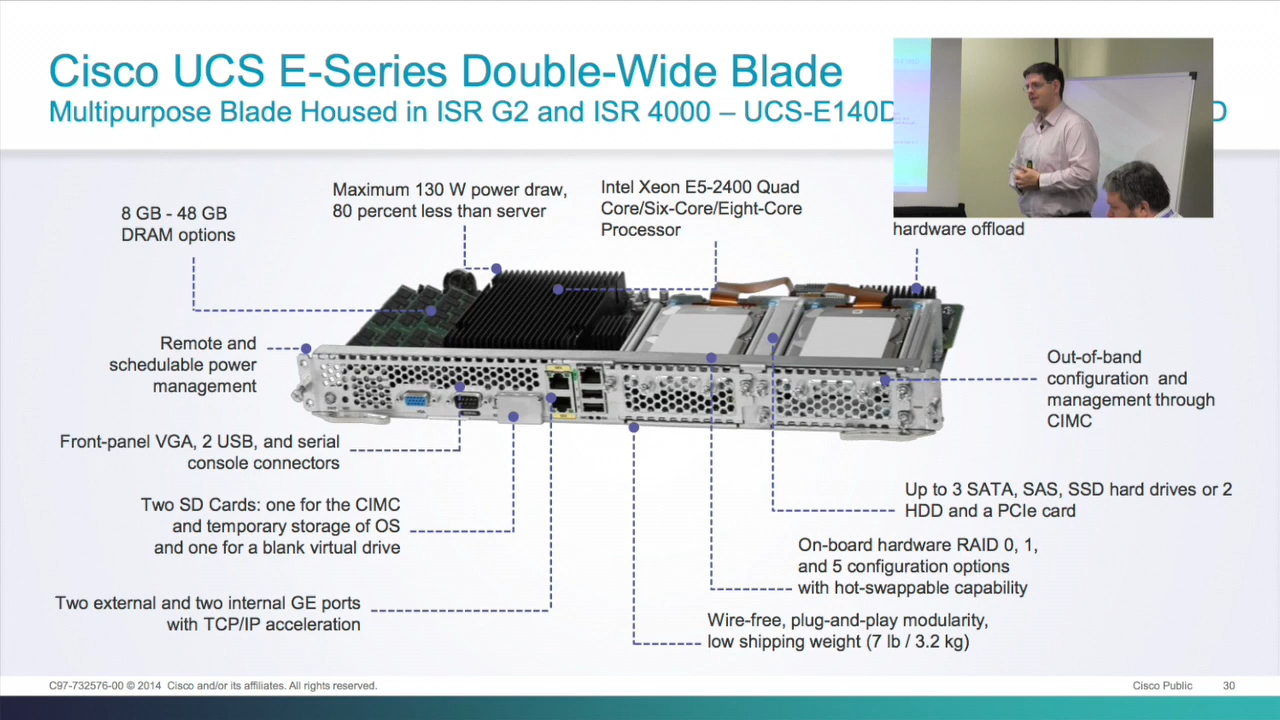 Cisco UCS E-Series Double-Wide Blade
Multipurpose Blade Housed in ISR G2 and ISR 4000 – UCS-E140D
D
8 GB - 48 GB
DRAM options
Maximum 130 W power draw,
80 percent less than server
Intel Xeon E5-2400 Quad
Core/Six-Core/Eight-Core
Processor
hardware offload
Remote and
schedulable power
management
Out-of-band
configuration and
management through
CIMC
Front-panel VGA, 2 USB, and serial
console connectors
Two SD Cards: one for the CIMC
and temporary storage of OS
and one for a blank virtual drive
Up to 3 SATA, SAS, SSD hard drives or 2
HDD and a PCIe card
On-board hardware RAID 0, 1,
and 5 configuration options
with hot-swappable capability
Two external and two internal GE ports
with TCP/IP acceleration
Wire-free, plug-and-play modularity,
low shipping weight (7 lb / 3.2 kg)
VGA
C97-732576-00 © 2014 Cisco and/or its affiliates. All rights reserved.
Cisco Public
30